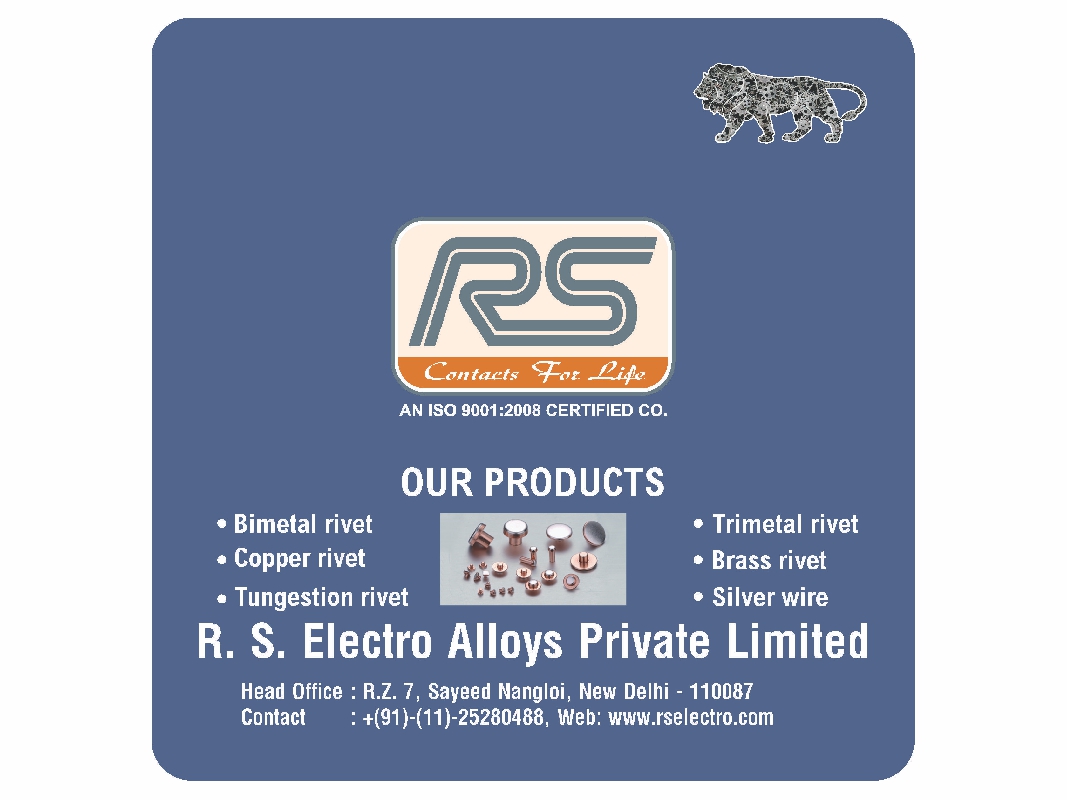 RS
Contacts For Life
AN ISO 9001:2008 CERTIFIED CO.
OUR PRODUCTS
• Bimetal rivet
• Copper rivet
• Tungestion rivet
• Trimetal rivet
• Brass rivet
• Silver wire
R. S. Electro Alloys Private Limited
Head Office : R.Z. 7, Sayeed Nangloi, New Delhi - 110087
Contact : +(91)-(11)-25280488, Web: www.rselectro.com